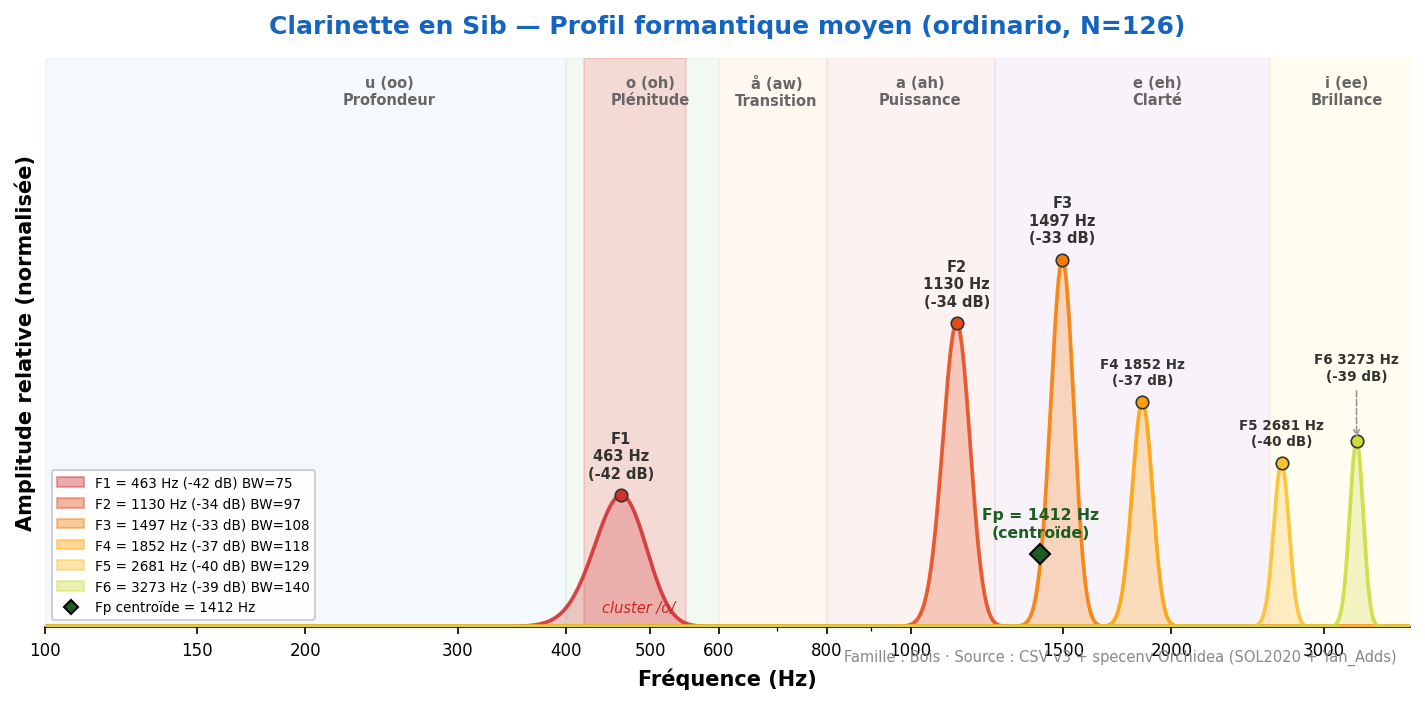 Clarinette en Sib — Profil formantique moyen (ordinario, N=126)
u (oo)
Profondeur
o (oh)
Plénitude
å (aw)
Transition
a (ah)
Puissance
e (eh)
Clarté
i (ee)
Brillance
Amplitude relative (normalisée)
F1
463 Hz
(-42 dB)
F2
1130 Hz
(-34 dB)
F3
1497 Hz
(-33 dB)
F4 1852 Hz
(-37 dB)
F5 2681 Hz
(-40 dB)
F6 3273 Hz
(-39 dB)
Fp = 1412 Hz
(centroïde)
cluster /o/
F1 = 463 Hz (-42 dB) BW=75
F2 = 1130 Hz (-34 dB) BW=97
F3 = 1497 Hz (-33 dB) BW=108
F4 = 1852 Hz (-37 dB) BW=118
F5 = 2681 Hz (-40 dB) BW=129
F6 = 3273 Hz (-39 dB) BW=140
Fp centroïde = 1412 Hz
100 150 200 300 400 500 600 800 1000 1500 2000 3000
Famille : Bois · Source : CSV v3 + specenv Orchidea (SOL2020 + Yan_Adds)
Fréquence (Hz)